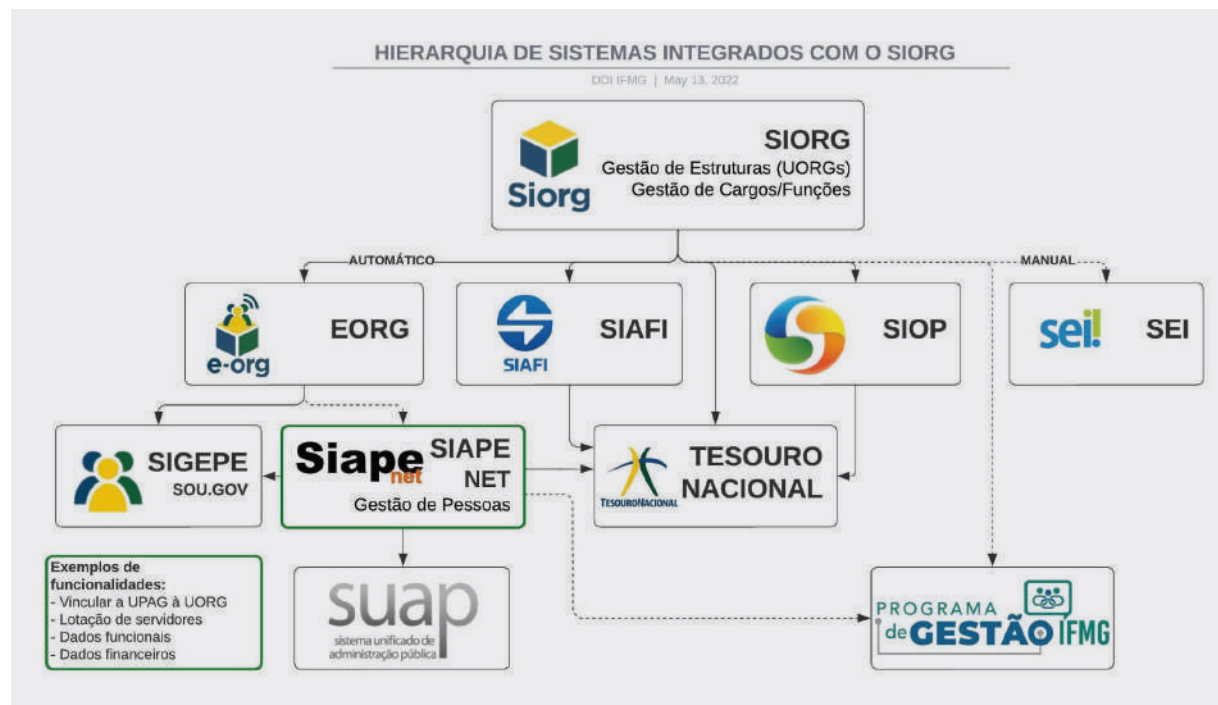 HIERARQUIA DE SISTEMAS INTEGRADOS COM O SIORG
DOI IFMG | May 13, 2022
Siorg
SIORG
Gestão de Estruturas (UORGs)
Gestão de Cargos/Funções
AUTOMÁTICO
MANUAL
e-org
EORG
SIAFI
SIAFI
SIOP
sei!
SEI
SIGEPE
SOU.GOV
Siape
net
SIAPE
NET
Gestão de Pessoas
TESOURONACIONAL
TESOURO
NACIONAL
Exemplos de
funcionalidades:
- Vincular a UPAG à UORG
- Lotação de servidores
- Dados funcionais
- Dados financeiros
suap
sistema unificado de
administração pública
PROGRAMA
de GESTÃO IFMG